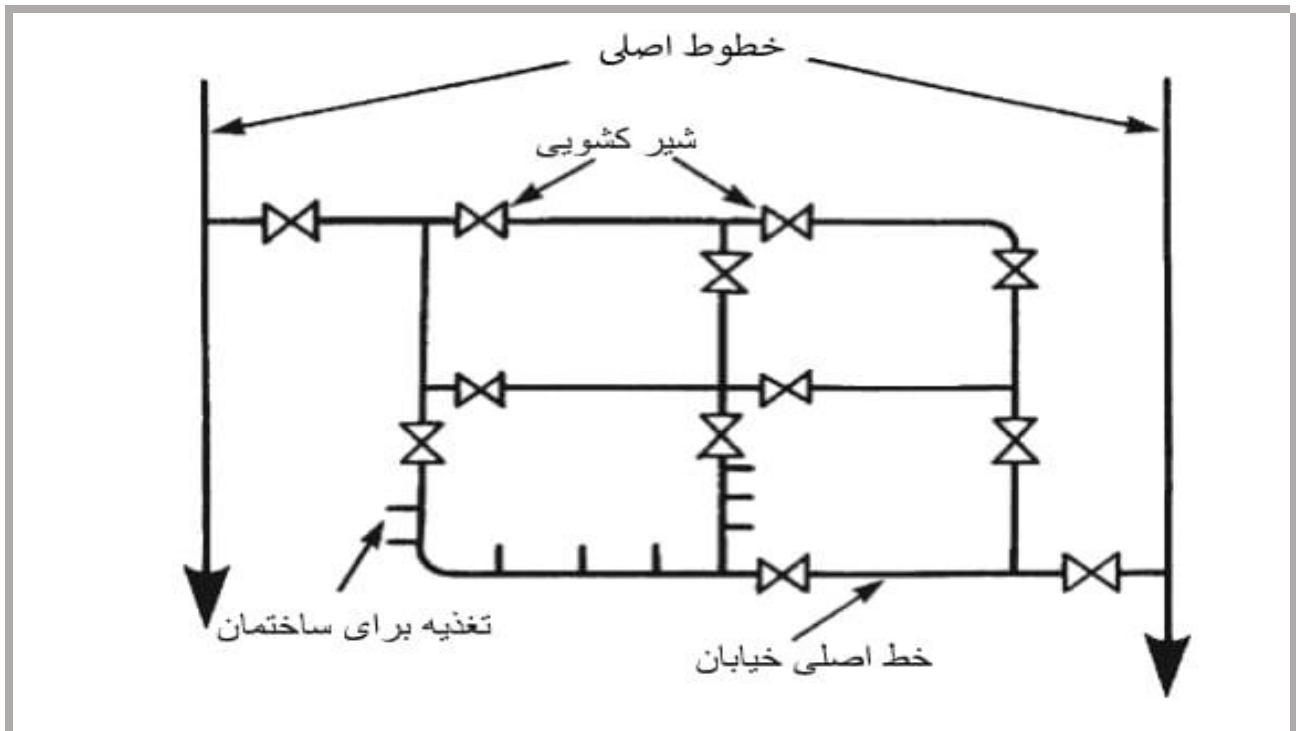 خطوط اصلی
شیر کشویی
تغذیه برای ساختمان
خط اصلی خیابان